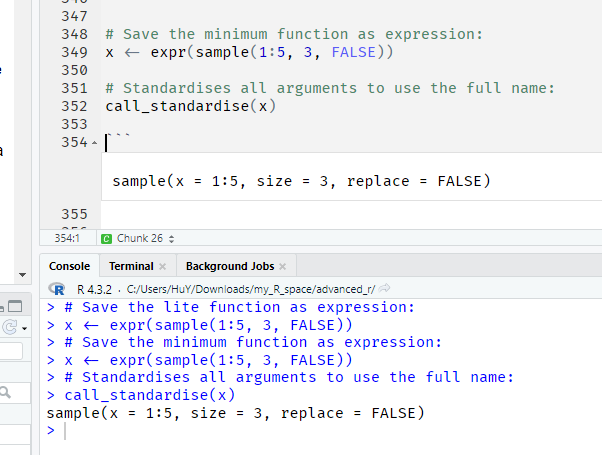 347
348 # Save the minimum function as expression:
349 x ← expr(sample(1:5, 3, FALSE))
350
351 # Standardises all arguments to use the full name:
352 call_standardise(x)
353
354 ```
sample(x = 1:5, size = 3, replace = FALSE)
355
354:1 C Chunk 26
Console Terminal Background Jobs
R 4.3.2 · C:/Users/HuY/Downloads/my_R_space/advanced_r/
> # Save the lite function as expression:
> x ← expr(sample(1:5, 3, FALSE))
> # Save the minimum function as expression:
> x ← expr(sample(1:5, 3, FALSE))
> # Standardises all arguments to use the full name:
> call_standardise(x)
sample(x = 1:5, size = 3, replace = FALSE)
>